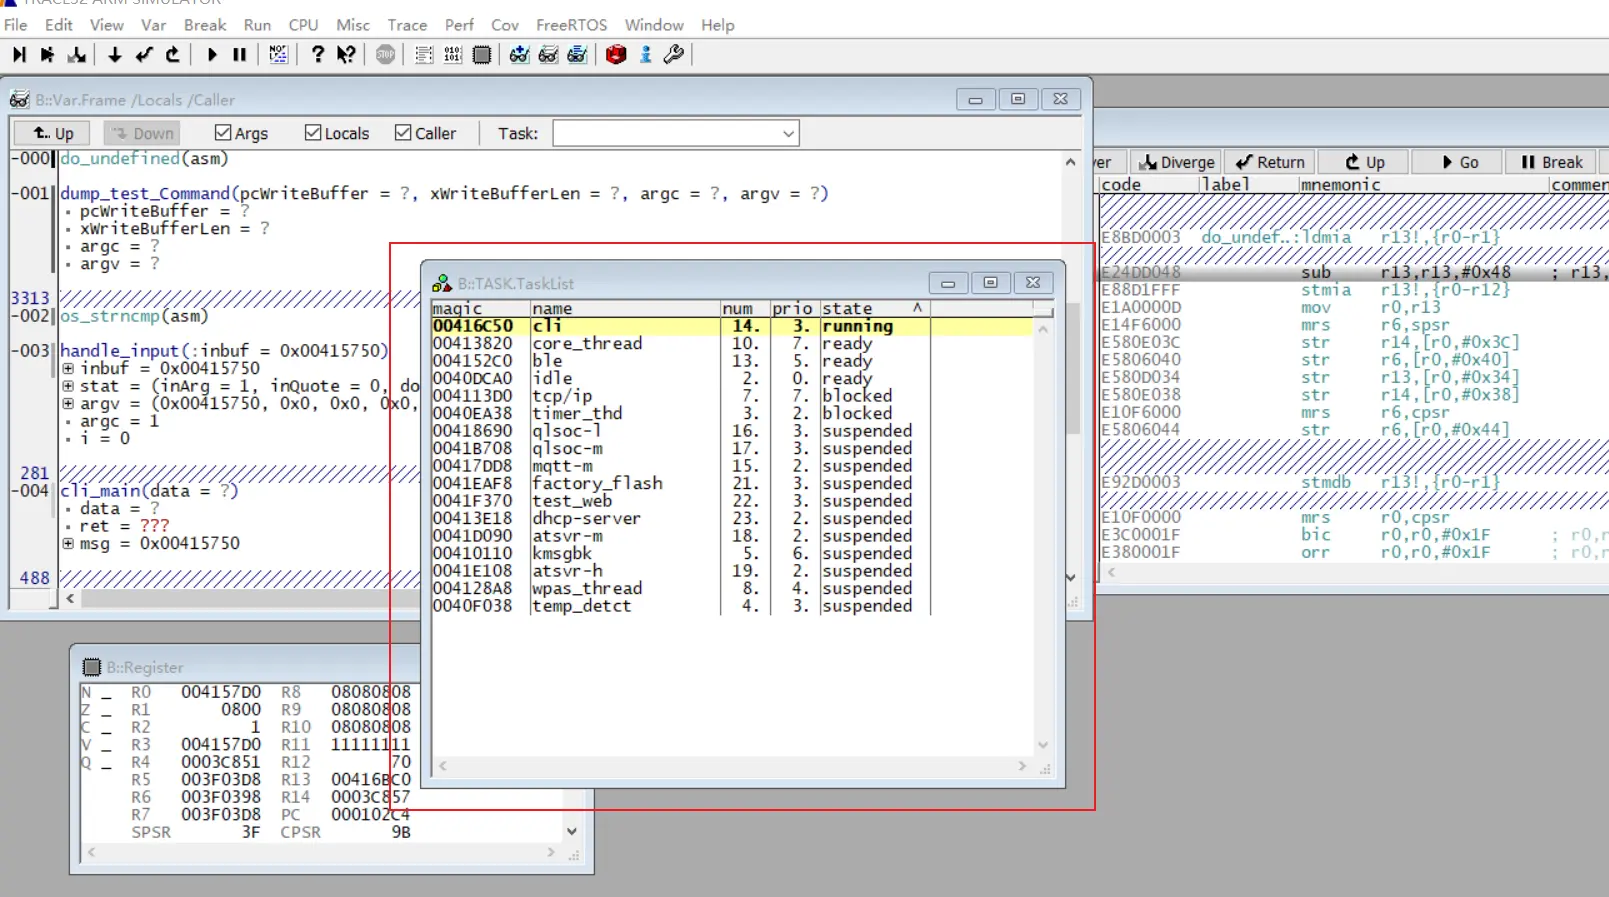 TRACE32 ARM SIMULATOR
File Edit View Var Break Run CPU Misc Trace Perf Cov FreeRTOS Window Help
B::Var.Frame /Locals /Caller
Up Down Args Locals Caller Task:
-000 do_undefined(asm)
-001 dump_test_Command(pcWriteBuffer = ?, xWriteBufferLen = ?, argc = ?, argv = ?)
pcWriteBuffer = ?
xWriteBufferLen = ?
argc = ?
argv = ?
3313
-002 os_strncmp(asm)
-003 handle_input(:inbuf = 0x00415750)
inbuf = 0x00415750
stat = (inArg = 1, inQuote = 0, do
argv = (0x00415750, 0x0, 0x0, 0x0,
argc = 1
i = 0
281
-004 cli_main(data = ?)
data = ?
ret = ???
msg = 0x00415750
488
B::TASK.TaskList
magic name num prio state
00416C50 cli 14. 3. running
00413820 core_thread 10. 7. ready
004152C0 ble 13. 5. ready
0040DCA0 idle 2. 0. ready
004113D0 tcp/ip 7. 7. blocked
0040EA38 timer_thd 3. 2. blocked
00418690 qlsoc-l 16. 3. suspended
0041B708 qlsoc-m 17. 3. suspended
00417DD8 mqtt-m 15. 2. suspended
0041EAF8 factory_flash 21. 3. suspended
0041F370 test_web 22. 3. suspended
00413E18 dhcp-server 23. 2. suspended
0041D090 atsvr-m 18. 2. suspended
00410110 kmsgbk 5. 6. suspended
0041E108 atsvr-h 19. 2. suspended
004128A8 wpas_thread 8. 4. suspended
0040F038 temp_detct 4. 3. suspended
ver Diverge Return Up Go Break
code label mnemonic commen
E8BD0003 do_undef..:ldmia r13!,{r0-r1}
E24DD048 sub r13,r13,#0x48 ; r13,
E88D1FFF stmia r13!,{r0-r12}
E1A0000D mov r0,r13
E14F6000 mrs r6,spsr
E580E03C str r14,[r0,#0x3C]
E5806040 str r6,[r0,#0x40]
E580D034 str r13,[r0,#0x34]
E580E038 str r14,[r0,#0x38]
E10F6000 mrs r6,cpsr
E5806044 str r6,[r0,#0x44]
E92D0003 stmdb r13!,{r0-r1}
E10F0000 mrs r0,cpsr
E3C0001F bic r0,r0,#0x1F ; r0,r
E380001F orr r0,r0,#0x1F ; r0,r
B::Register
N _ R0 004157D0 R8 08080808
Z _ R1 0800 R9 08080808
C _ R2 1 R10 08080808
V _ R3 004157D0 R11 11111111
Q _ R4 0003C851 R12 70
R5 003F03D8 R13 00416BC0
R6 003F0398 R14 0003C857
R7 003F03D8 PC 000102C4
SPSR 3F CPSR 9B